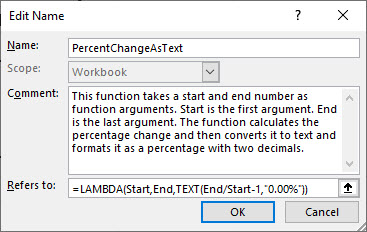 Edit Name
Name: PercentChangeAsText
Scope: Workbook
Comment: This function takes a start and end number as
function arguments. Start is the first argument. End
is the last argument. The function calculates the
percentage change and then converts it to text and
formats it as a percentage with two decimals.
Refers to: =LAMBDA(Start,End,TEXT(End/Start-1,"0.00%"))
OK Cancel